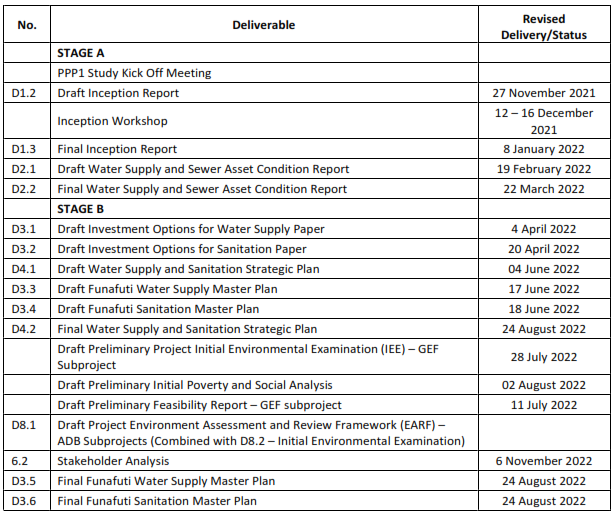 No. Deliverable Revised Delivery/Status
STAGE A
PPP1 Study Kick Off Meeting
D1.2 Draft Inception Report 27 November 2021
Inception Workshop 12 – 16 December 2021
D1.3 Final Inception Report 8 January 2022
D2.1 Draft Water Supply and Sewer Asset Condition Report 19 February 2022
D2.2 Final Water Supply and Sewer Asset Condition Report 22 March 2022
STAGE B
D3.1 Draft Investment Options for Water Supply Paper 4 April 2022
D3.2 Draft Investment Options for Sanitation Paper 20 April 2022
D4.1 Draft Water Supply and Sanitation Strategic Plan 04 June 2022
D3.3 Draft Funafuti Water Supply Master Plan 17 June 2022
D3.4 Draft Funafuti Sanitation Master Plan 18 June 2022
D4.2 Final Water Supply and Sanitation Strategic Plan 24 August 2022
Draft Preliminary Project Initial Environmental Examination (IEE) – GEF
Subproject 28 July 2022
Draft Preliminary Initial Poverty and Social Analysis 02 August 2022
Draft Preliminary Feasibility Report – GEF subproject 11 July 2022
D8.1 Draft Project Environment Assessment and Review Framework (EARF) –
ADB Subprojects (Combined with D8.2 – Initial Environmental Examination)
6.2 Stakeholder Analysis 6 November 2022
D3.5 Final Funafuti Water Supply Master Plan 24 August 2022
D3.6 Final Funafuti Sanitation Master Plan 24 August 2022